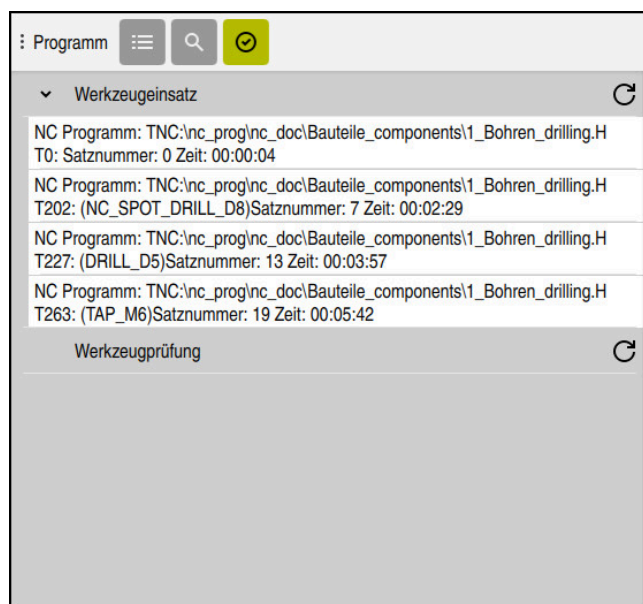 Programm
Werkzeugeinsatz
NC Programm: TNC:\nc_prog\nc_doc\Bauteile_components\1_Bohren_drilling.H
T0: Satznummer: 0 Zeit: 00:00:04
NC Programm: TNC:\nc_prog\nc_doc\Bauteile_components\1_Bohren_drilling.H
T202: (NC_SPOT_DRILL_D8)Satznummer: 7 Zeit: 00:02:29
NC Programm: TNC:\nc_prog\nc_doc\Bauteile_components\1_Bohren_drilling.H
T227: (DRILL_D5)Satznummer: 13 Zeit: 00:03:57
NC Programm: TNC:\nc_prog\nc_doc\Bauteile_components\1_Bohren_drilling.H
T263: (TAP_M6)Satznummer: 19 Zeit: 00:05:42
Werkzeugprüfung